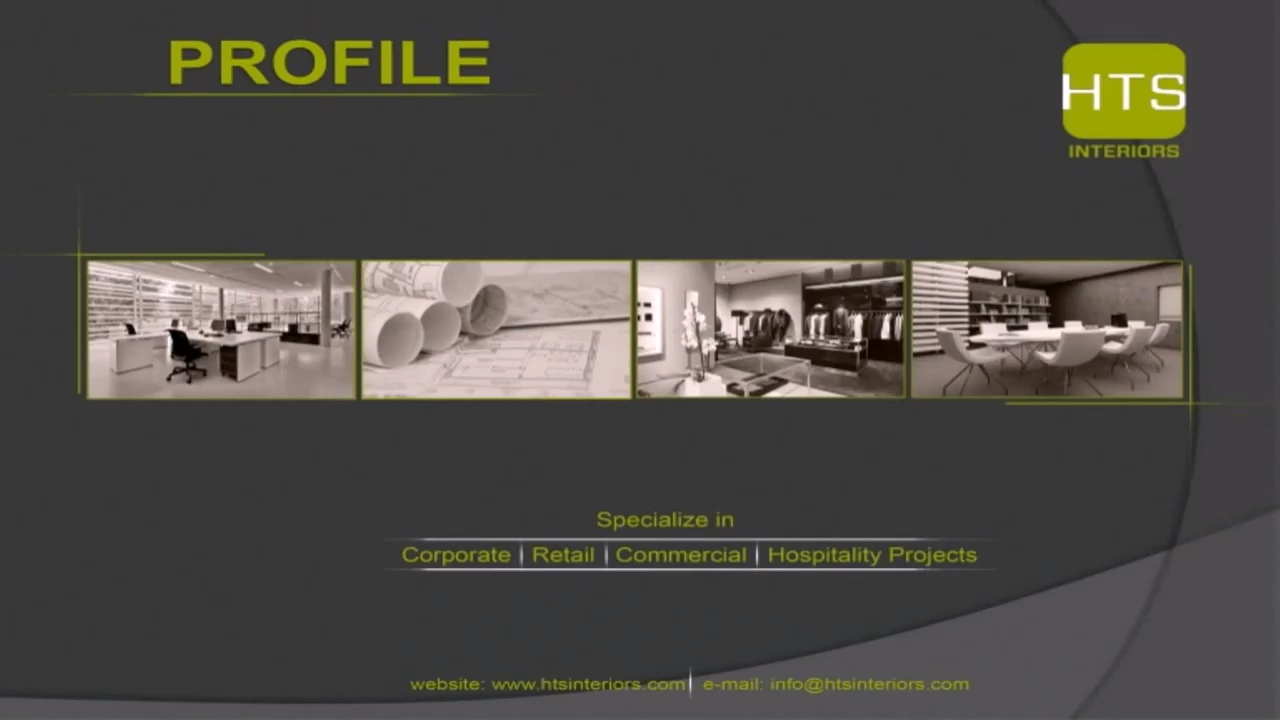 PROFILE
HTS
INTERIORS
Specialize in
Corporate | Retail | Commercial | Hospitality Projects
website: www.htsinteriors.com | e-mail: info@htsinteriors.com